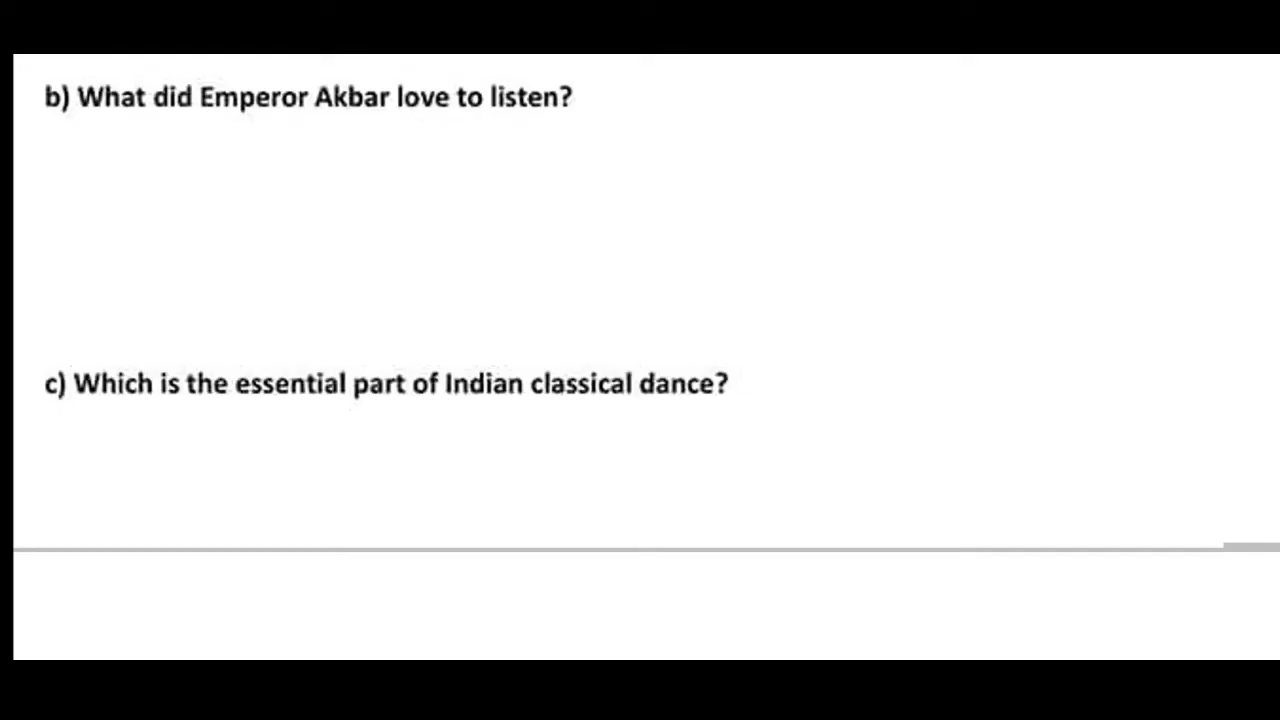 b) What did Emperor Akbar love to listen?
c) Which is the essential part of Indian classical dance?